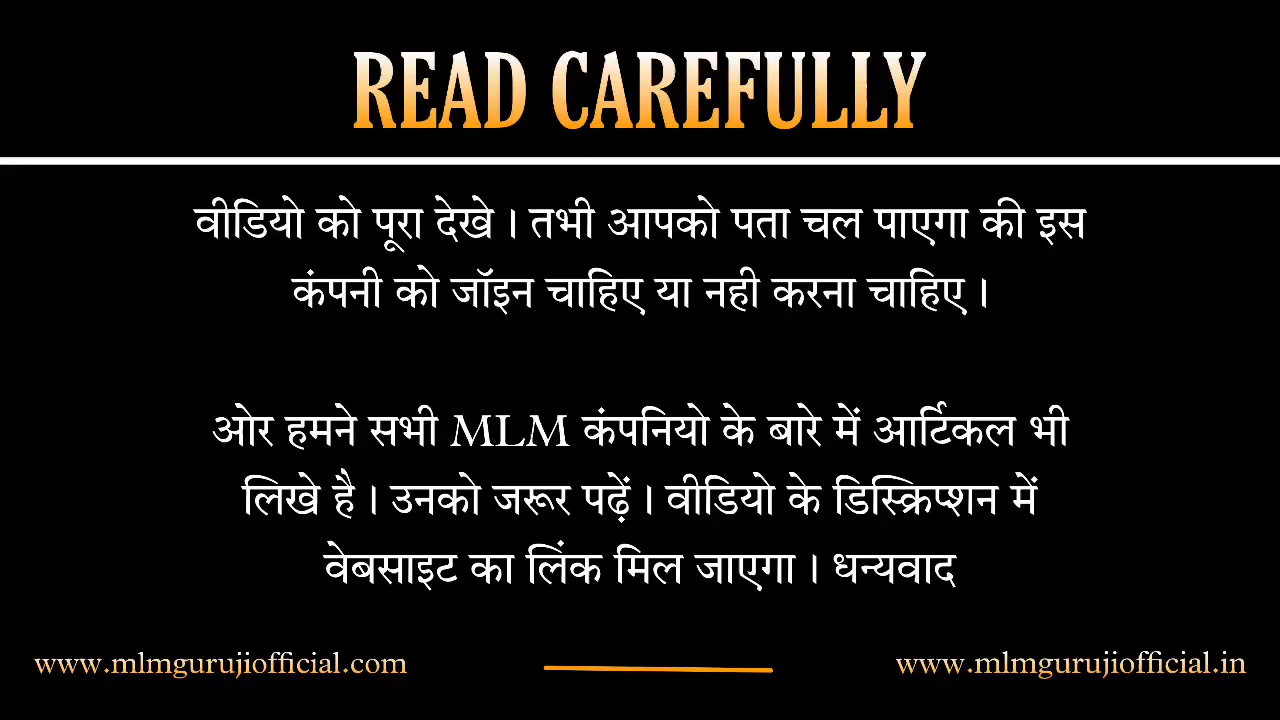 READ CAREFULLY
वीडियो को पूरा देखे । तभी आपको पता चल पाएगा की इस
कंपनी को जॉइन चाहिए या नही करना चाहिए ।
ओर हमने सभी MLM कंपनियो के बारे में आर्टिकल भी
लिखे है । उनको जरूर पढ़ें । वीडियो के डिस्क्रिप्शन में
वेबसाइट का लिंक मिल जाएगा । धन्यवाद
www.mlmgurujiofficial.com
www.mlmgurujiofficial.in